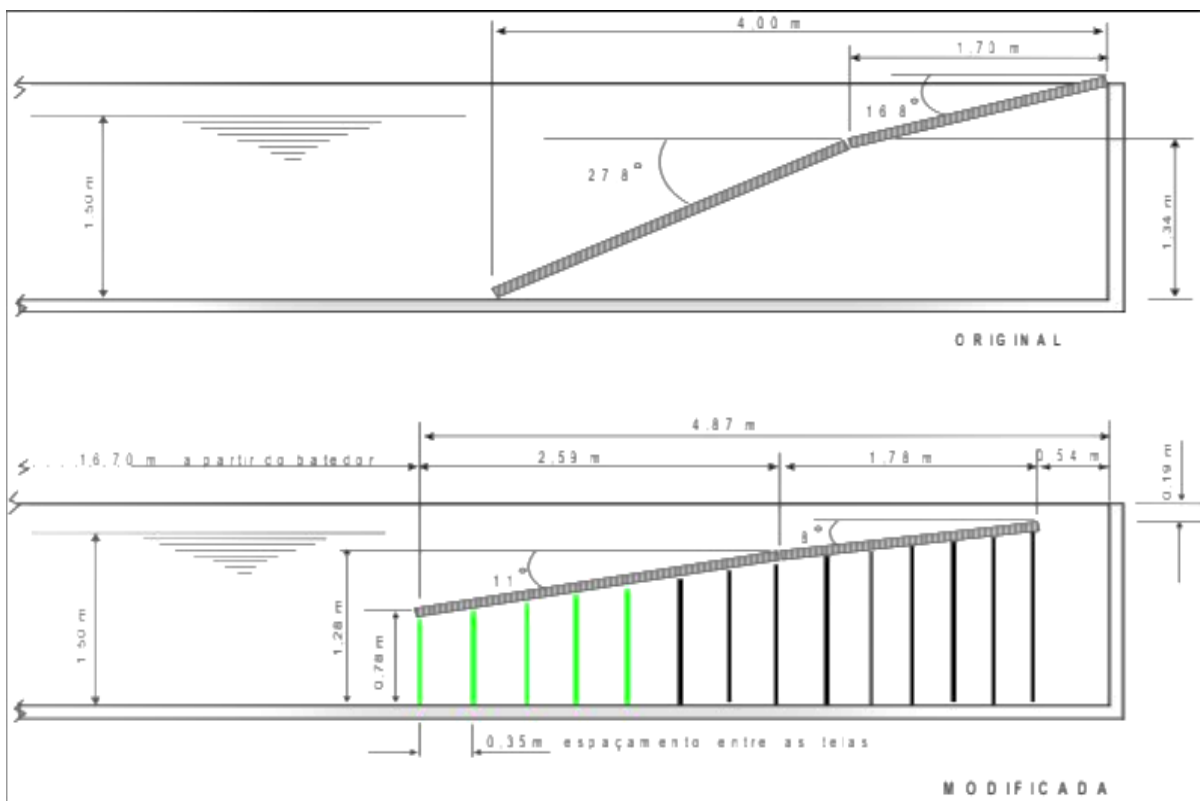 4,00 m
1,70 m
16 8°
27 8°
1.50 m
1,34 m
ORIGINAL
4,87 m
16,70 m a partir do batedor
2,59 m
1,78 m
0,54 m
0,19 m
8°
11°
1.50 m
1,28 m
0,78 m
0,35m espaçamento entre as telas
MODIFICADA